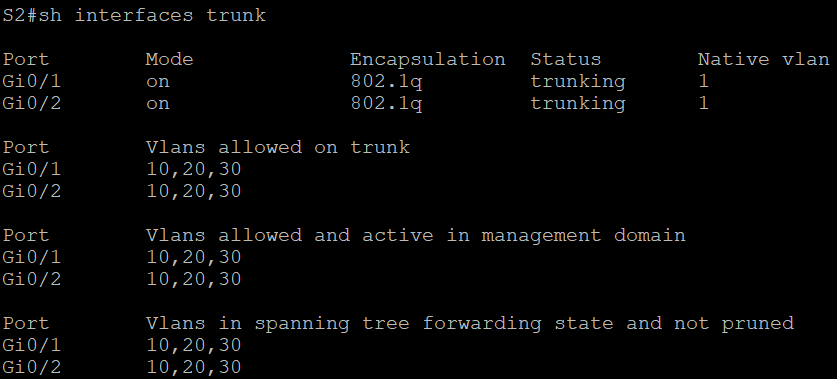 S2#sh interfaces trunk
Port Mode Encapsulation Status Native vlan
Gi0/1 on 802.1q trunking 1
Gi0/2 on 802.1q trunking 1
Port Vlans allowed on trunk
Gi0/1 10,20,30
Gi0/2 10,20,30
Port Vlans allowed and active in management domain
Gi0/1 10,20,30
Gi0/2 10,20,30
Port Vlans in spanning tree forwarding state and not pruned
Gi0/1 10,20,30
Gi0/2 10,20,30